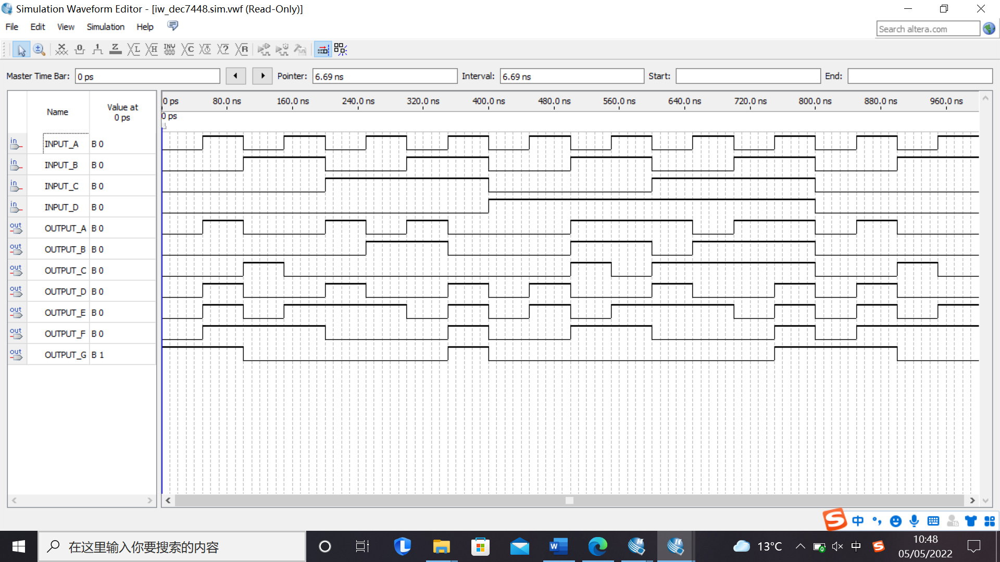 Simulation Waveform Editor - [iw_dec7448.sim.vwf (Read-Only)]
File Edit View Simulation Help
Search altera.com
Master Time Bar: 0 ps Pointer: 6.69 ns Interval: 6.69 ns Start: End:
Name Value at 0 ps
0 ps 80.0 ns 160.0 ns 240.0 ns 320.0 ns 400.0 ns 480.0 ns 560.0 ns 640.0 ns 720.0 ns 800.0 ns 880.0 ns 960.0 ns
0 ps
in INPUT_A B 0
in INPUT_B B 0
in INPUT_C B 0
in INPUT_D B 0
out OUTPUT_A B 0
out OUTPUT_B B 0
out OUTPUT_C B 0
out OUTPUT_D B 0
out OUTPUT_E B 0
out OUTPUT_F B 0
out OUTPUT_G B 1
中
在这里输入你要搜索的内容
13°C 中 10:48
05/05/2022